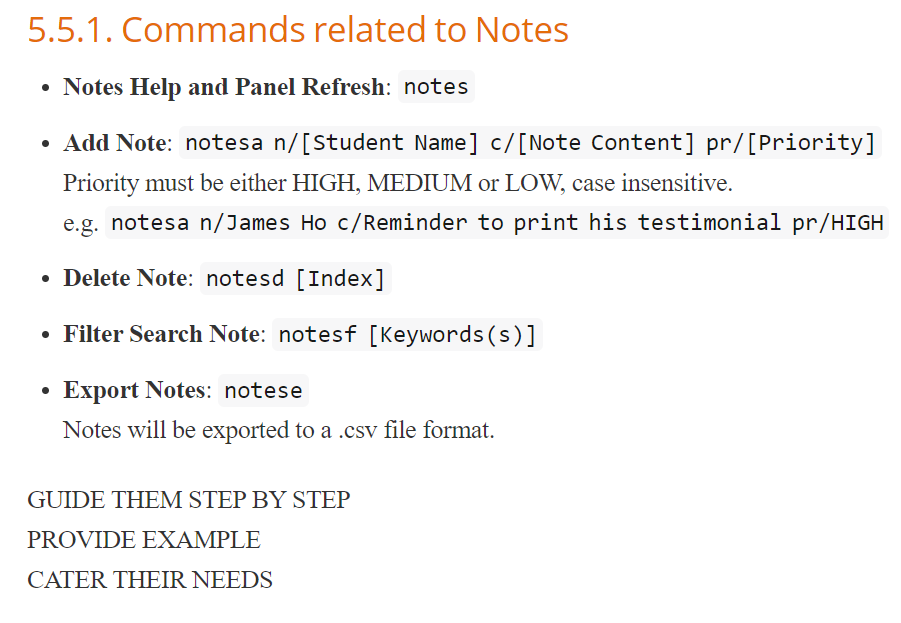 5.5.1. Commands related to Notes
• Notes Help and Panel Refresh: notes
• Add Note: notesa n/[Student Name] c/[Note Content] pr/[Priority]
Priority must be either HIGH, MEDIUM or LOW, case insensitive.
e.g. notesa n/James Ho c/Reminder to print his testimonial pr/HIGH
• Delete Note: notesd [Index]
• Filter Search Note: notesf [Keywords(s)]
• Export Notes: notese
Notes will be exported to a .csv file format.
GUIDE THEM STEP BY STEP
PROVIDE EXAMPLE
CATER THEIR NEEDS